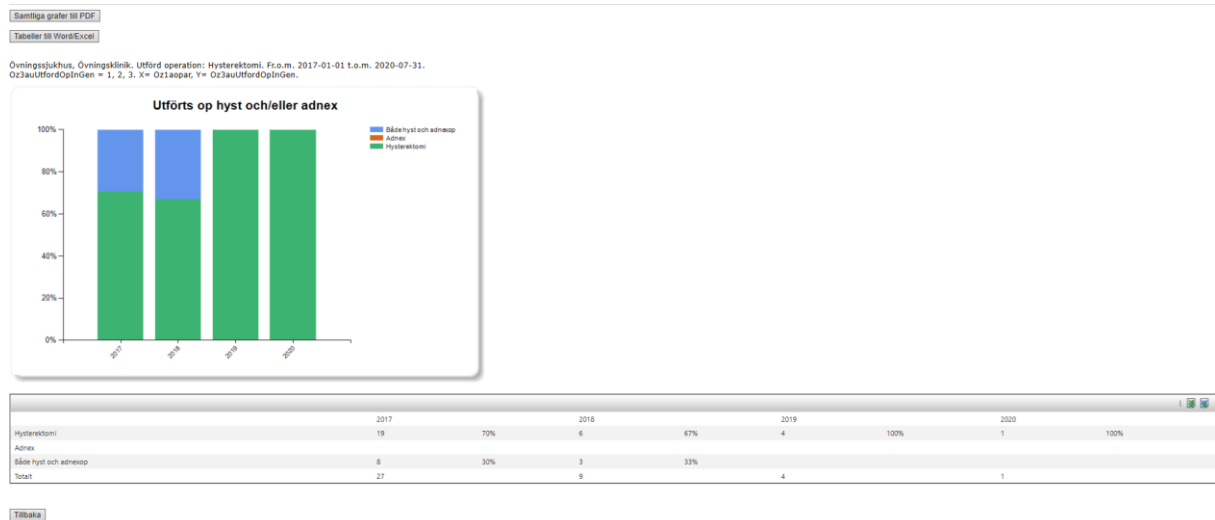 Samtliga grafer till PDF
Tabeller till Word/Excel
Övningssjukhus, Övningsklinik. Utförd operation: Hysterektomi. Fr.o.m. 2017-01-01 t.o.m. 2020-07-31.
Oz3auUtfordOpInGen = 1, 2, 3. X= Oz1aopar, Y= Oz3auUtfordOpInGen.
Utförts op hyst och/eller adnex
Både hyst och adnexop
Adnex
Hysterektomi
100%
80%
60%
40%
20%
0%
2017 2018 2019 2020
2017 2018 2019 2020
Hysterektomi 19 70% 6 67% 4 100% 1 100%
Adnex
Både hyst och adnexop 8 30% 3 33%
Totalt 27 9 4 1
Tillbaka